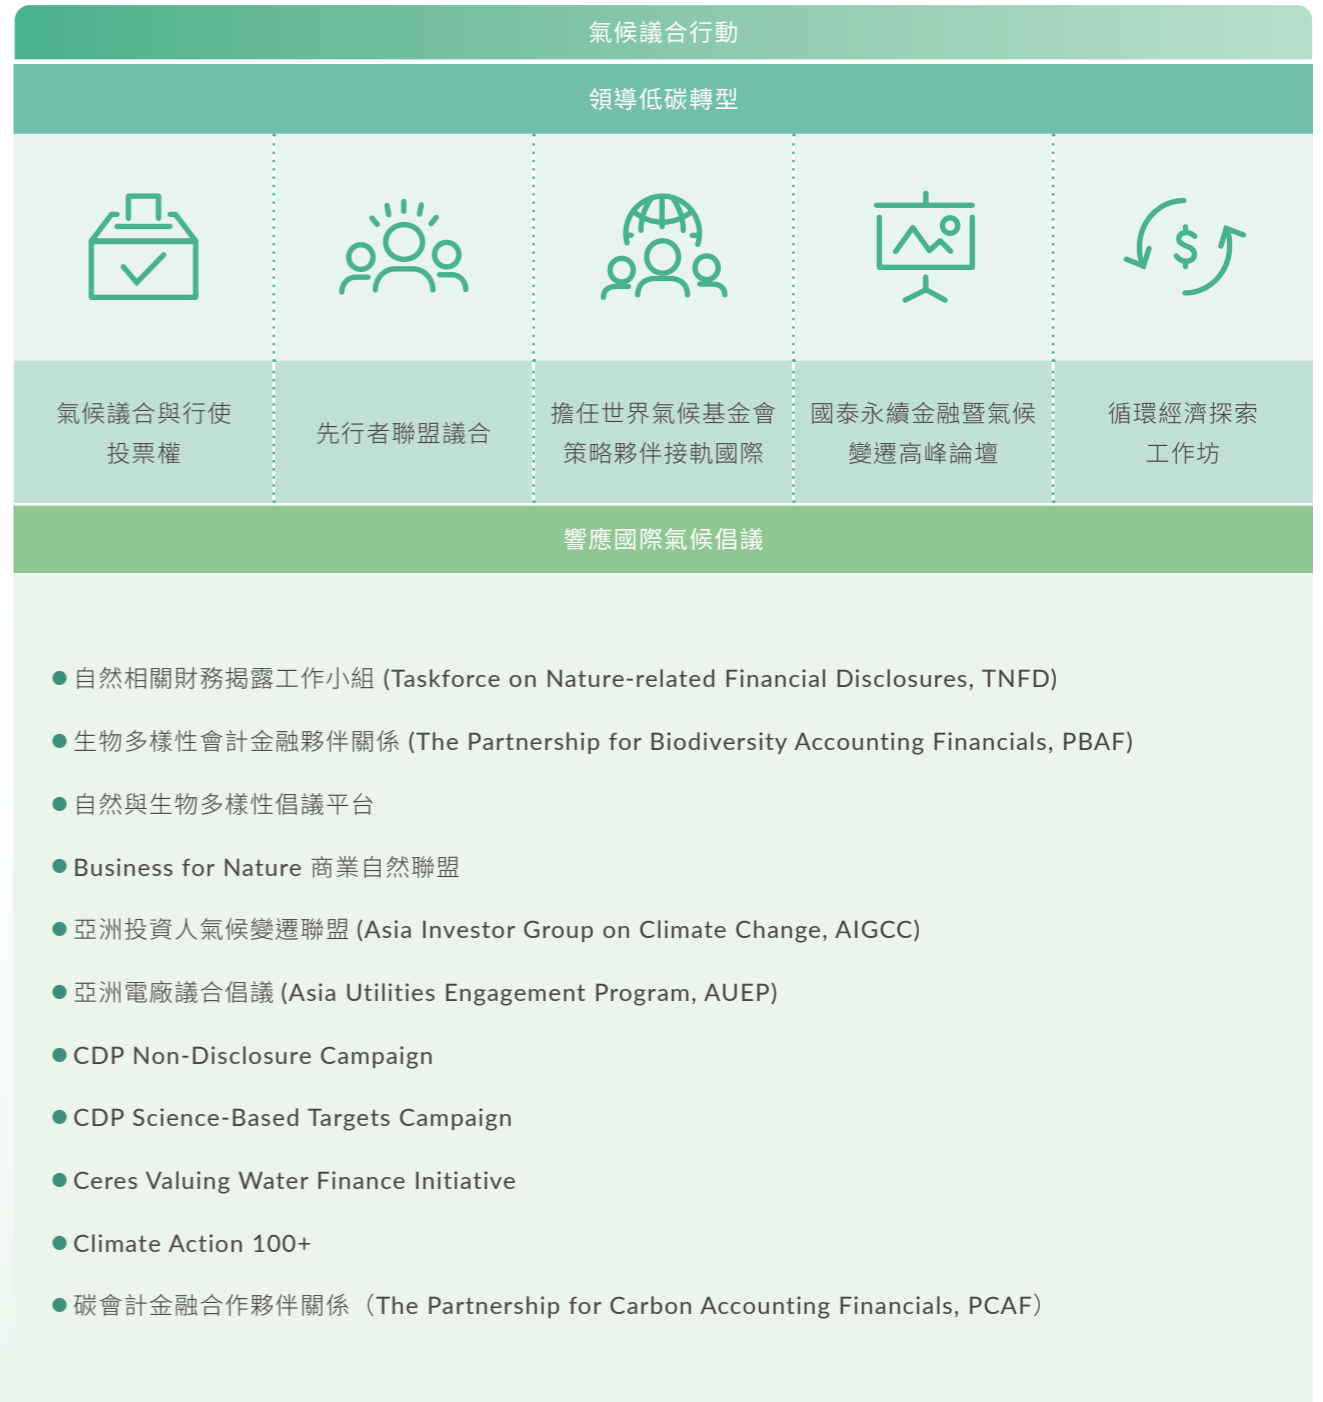 氣候議合行動
領導低碳轉型
氣候議合與行使
投票權
先行者聯盟議合
擔任世界氣候基金會
策略夥伴接軌國際
國泰永續金融暨氣候
變遷高峰論壇
循環經濟探索
工作坊
響應國際氣候倡議
自然相關財務揭露工作小組 (Taskforce on Nature-related Financial Disclosures, TNFD)
生物多樣性會計金融夥伴關係 (The Partnership for Biodiversity Accounting Financials, PBAF)
自然與生物多樣性倡議平台
Business for Nature 商業自然聯盟
亞洲投資人氣候變遷聯盟 (Asia Investor Group on Climate Change, AIGCC)
亞洲電廠議合倡議 (Asia Utilities Engagement Program, AUEP)
CDP Non-Disclosure Campaign
CDP Science-Based Targets Campaign
Ceres Valuing Water Finance Initiative
Climate Action 100+
碳會計金融合作夥伴關係（The Partnership for Carbon Accounting Financials, PCAF）